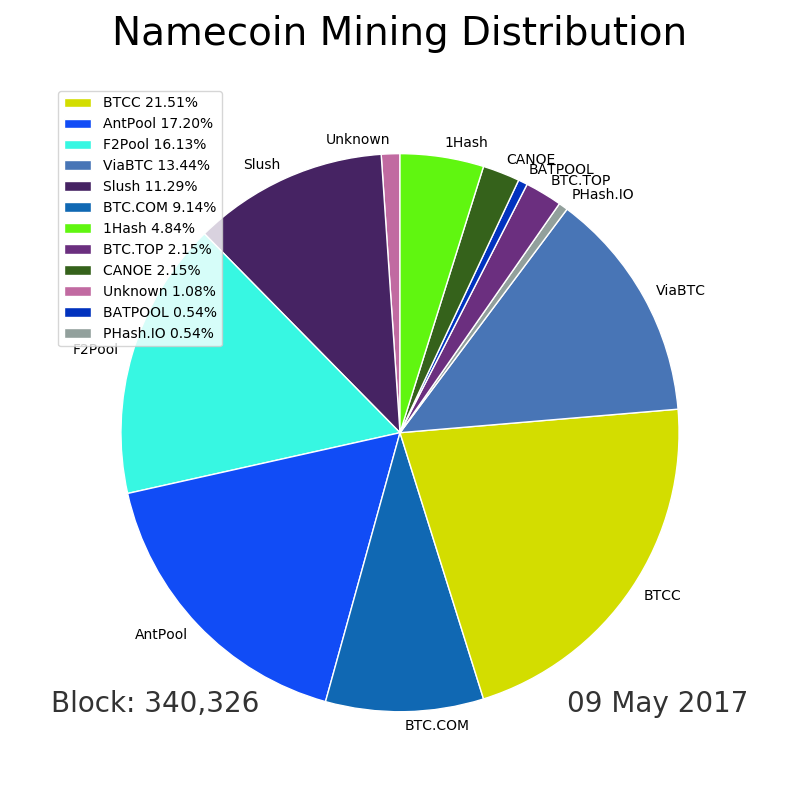 Namecoin Mining Distribution
BTCC 21.51%
AntPool 17.20%
F2Pool 16.13%
ViaBTC 13.44%
Slush 11.29%
BTC.COM 9.14%
1Hash 4.84%
BTC.TOP 2.15%
CANOE 2.15%
Unknown 1.08%
BATPOOL 0.54%
PHash.IO 0.54%
Unknown
1Hash
Slush
CANOE
BATPOOL
BTC.TOP
PHash.IO
ViaBTC
F2Pool
BTCC
AntPool
BTC.COM
Block: 340,326
09 May 2017